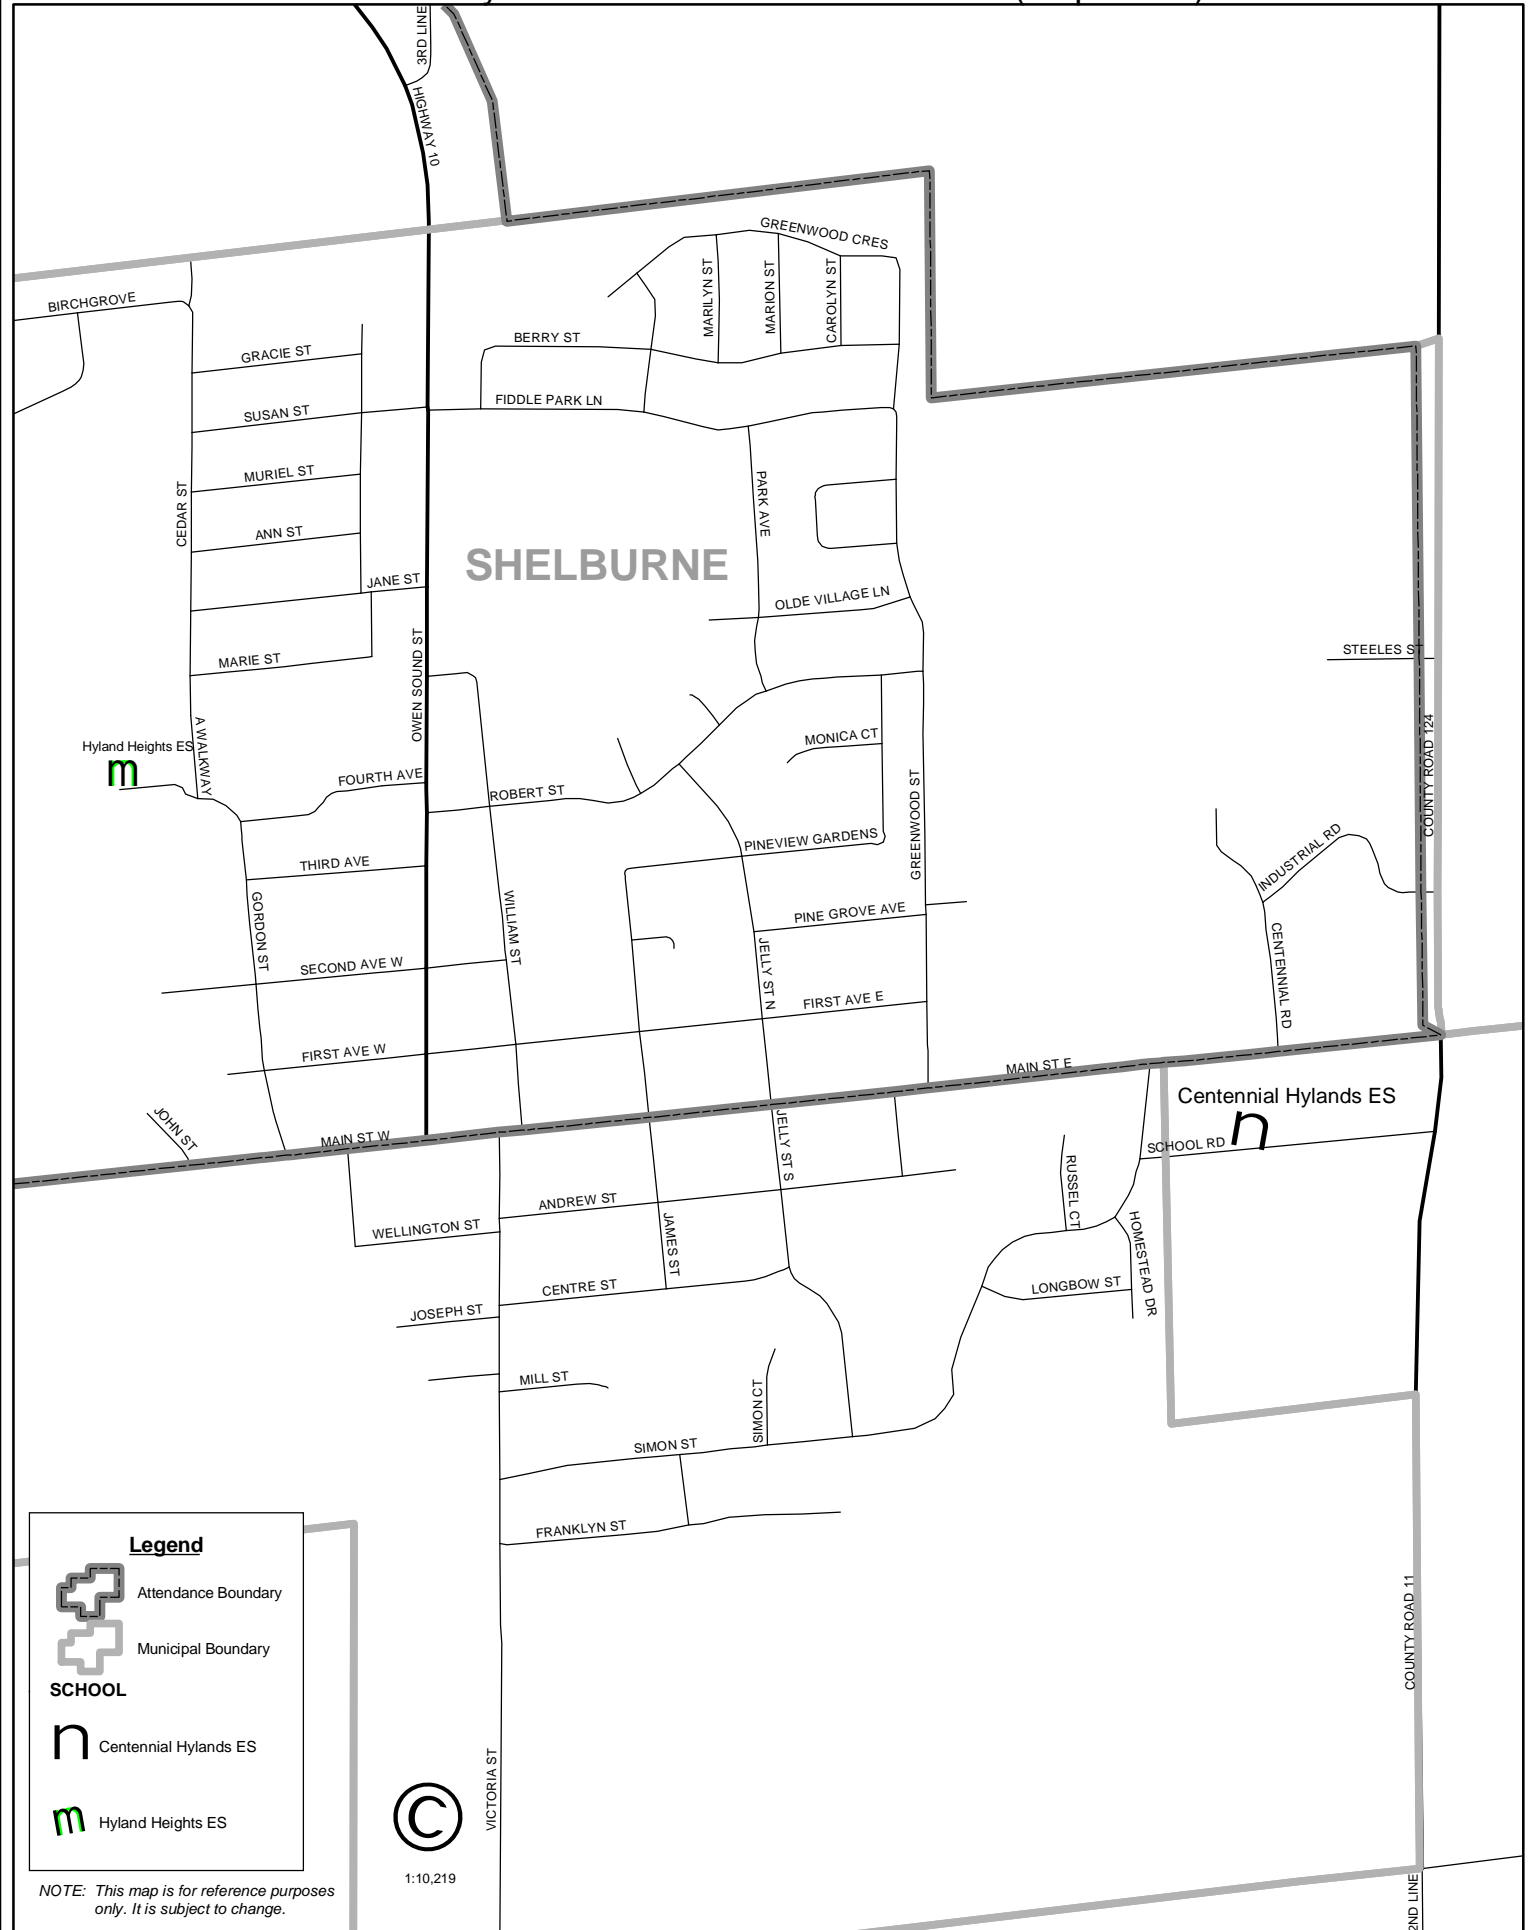 3RD LINE
HIGHWAY 10
GREENWOOD CRES
MARILYN ST
MARION ST
CAROLYN ST
BIRCHGROVE
BERRY ST
GRACIE ST
FIDDLE PARK LN
SUSAN ST
MURIEL ST
CEDAR ST
PARK AVE
ANN ST
SHELBURNE
JANE ST
OLDE VILLAGE LN
OWEN SOUND ST
MARIE ST
STEELES ST
A WALKWAY
Hyland Heights ES
m
MONICA CT
COUNTY ROAD 124
FOURTH AVE
ROBERT ST
GREENWOOD ST
PINEVIEW GARDENS
INDUSTRIAL RD
THIRD AVE
GORDON ST
WILLIAM ST
PINE GROVE AVE
JELLY ST N
CENTENNIAL RD
SECOND AVE W
FIRST AVE E
FIRST AVE W
MAIN ST E
Centennial Hylands ES
n
JOHN ST
MAIN ST W
JELLY ST S
SCHOOL RD
RUSSEL CT
ANDREW ST
WELLINGTON ST
JAMES ST
HOMESTEAD DR
CENTRE ST
LONGBOW ST
JOSEPH ST
MILL ST
SIMON CT
SIMON ST
FRANKLYN ST
Legend
Attendance Boundary
Municipal Boundary
SCHOOL
n Centennial Hylands ES
m Hyland Heights ES
COUNTY ROAD 11
VICTORIA ST
C
1:10,219
NOTE: This map is for reference purposes
only. It is subject to change.
2ND LINE